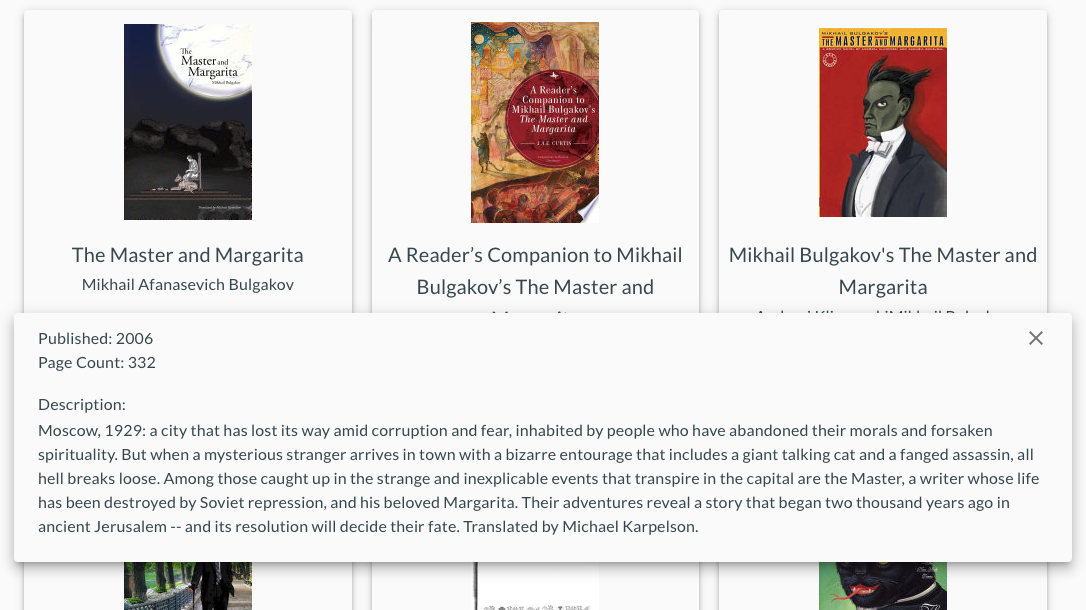 The
Master and
Margarita
Mikhail Bulgakov
Translated by Michael Karpelson
A Reader's
Companion to
Mikhail Bulgakov's
The Master and
Margarita
J.A.E. CURTIS
MIKHAIL BULGAKOV'S
THE MASTER AND MARGARITA
The Master and Margarita
Mikhail Afanasevich Bulgakov
A Reader’s Companion to Mikhail
Bulgakov’s The Master and
Mikhail Bulgakov's The Master and
Margarita
Published: 2006
Page Count: 332
Description:
Moscow, 1929: a city that has lost its way amid corruption and fear, inhabited by people who have abandoned their morals and forsaken
spirituality. But when a mysterious stranger arrives in town with a bizarre entourage that includes a giant talking cat and a fanged assassin, all
hell breaks loose. Among those caught up in the strange and inexplicable events that transpire in the capital are the Master, a writer whose life
has been destroyed by Soviet repression, and his beloved Margarita. Their adventures reveal a story that began two thousand years ago in
ancient Jerusalem -- and its resolution will decide their fate. Translated by Michael Karpelson.